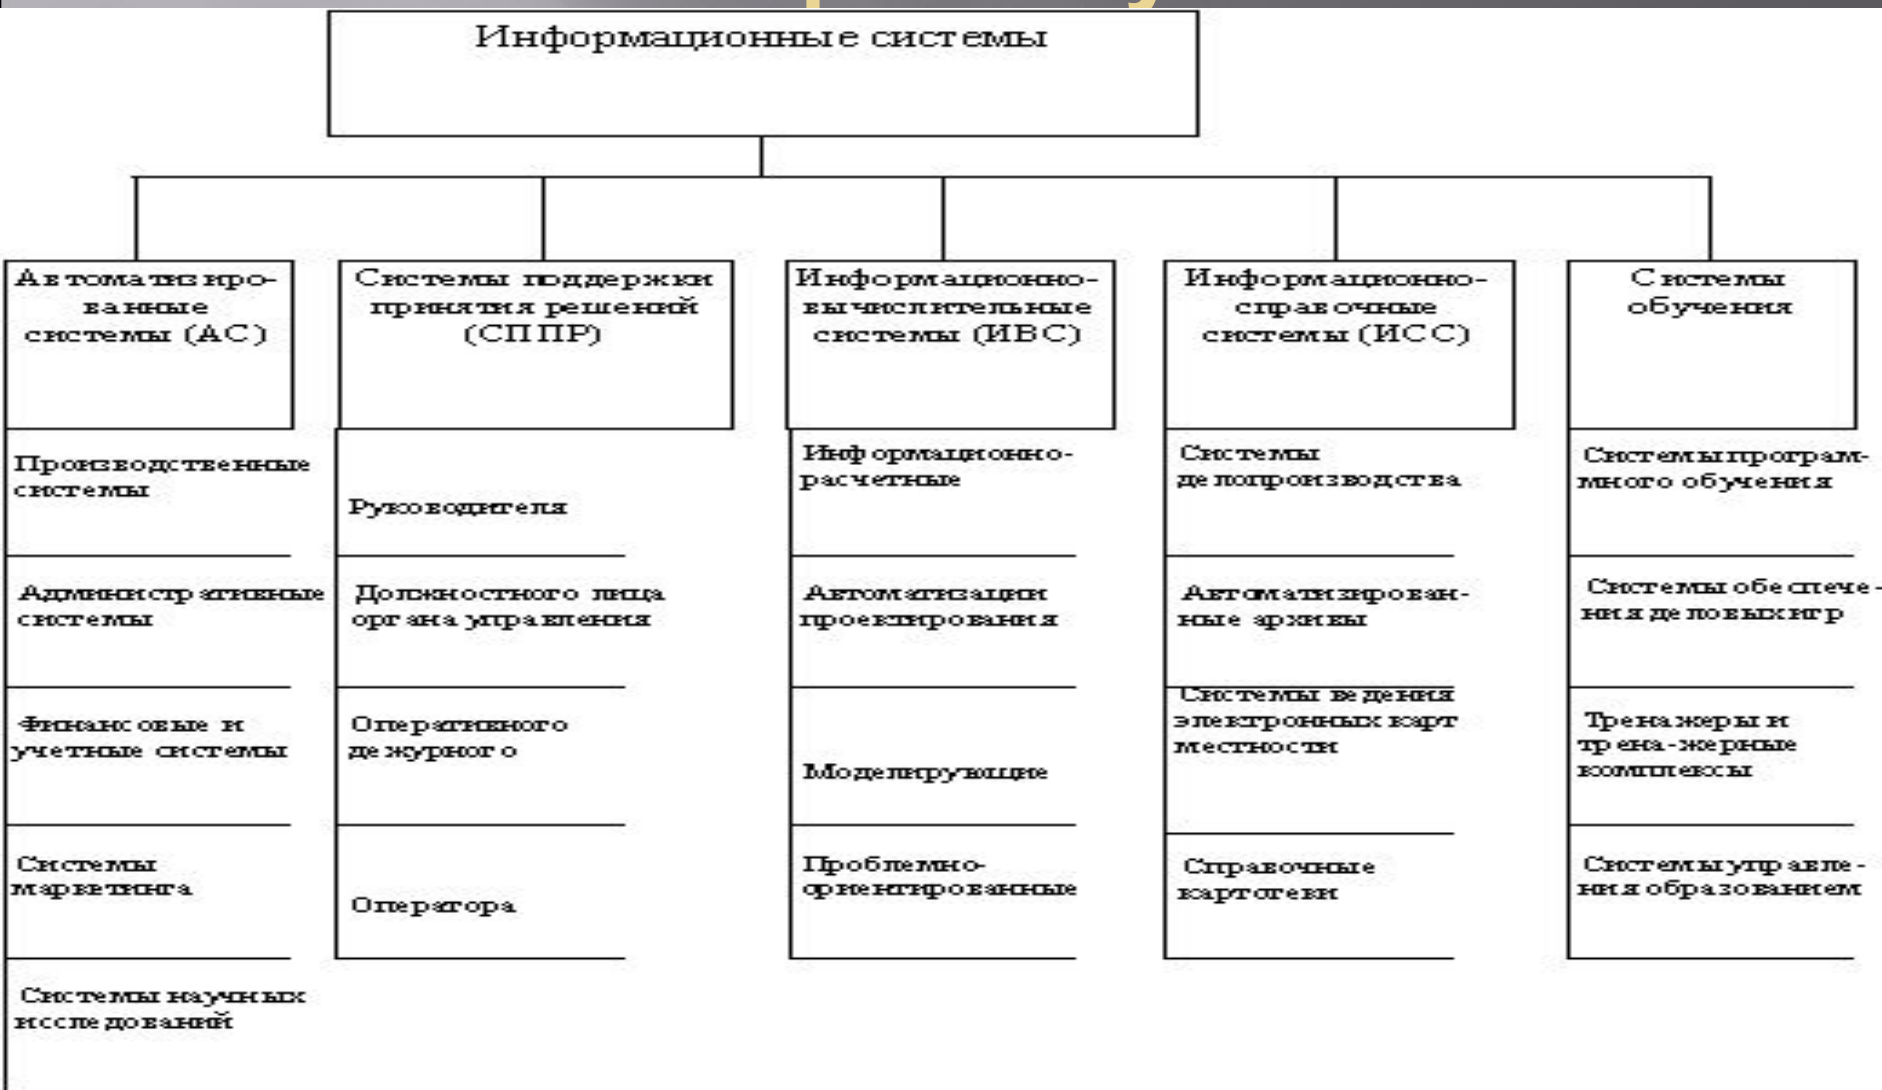 Информационные системы
Автоматизиро-
ванные
системы (АС)
Производственные
системы
Административные
системы
Финансовые и
учетные системы
Системы
маркетинга
Системы научных
исследований
Системы поддержки
принятия решений
(СППР)
Руководителя
Должностного лица
органа управления
Оперативного
дежурного
Оператора
Информационно-
вычислительные
системы (ИВС)
Информационно-
расчетные
Автоматизации
проектирования
Моделирующие
Проблемно-
ориентированные
Информационно-
справочные
системы (ИСС)
Системы
делопроизводства
Автоматизирован-
ные архивы
Системы ведения
электронных карт
местности
Справочные
картотеки
Системы
обучения
Системы програм-
много обучения
Системы обеспече-
ния деловых игр
Тренажеры и
трена-жерные
комплексы
Системы управле-
ния образованием